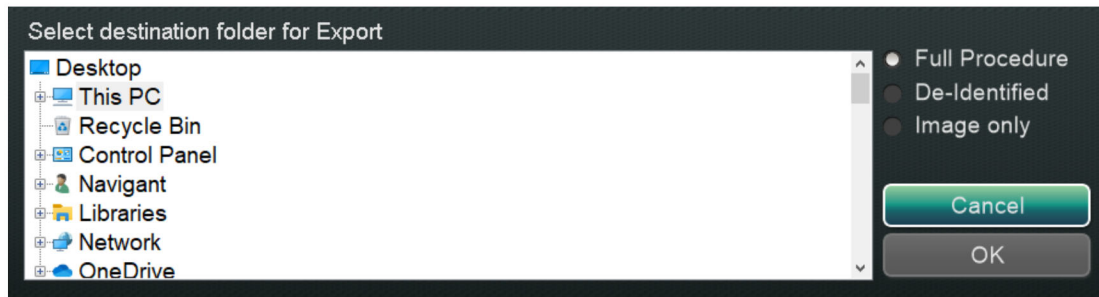 Select destination folder for Export
Desktop
This PC
Recycle Bin
Control Panel
Navigant
Libraries
Network
OneDrive
Full Procedure
De-Identified
Image only
Cancel
OK